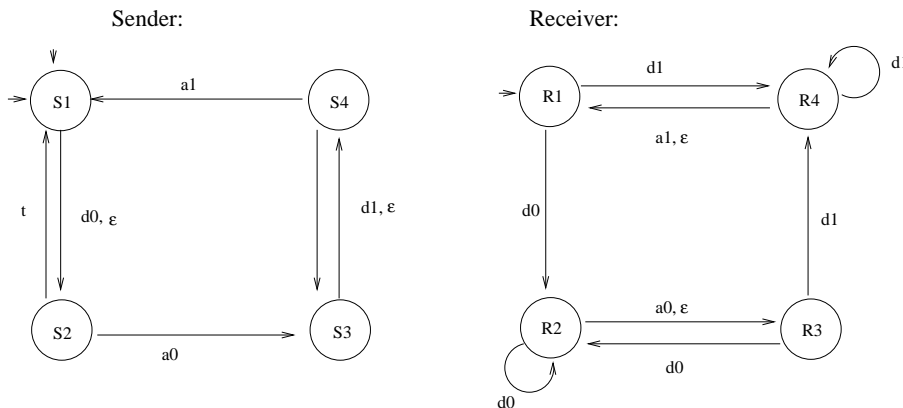 Sender:
Receiver:
S1
a1
S4
t
d0, ε
d1, ε
S2
a0
S3
R1
d1
R4
d1
a1, ε
d0
d1
R2
a0, ε
R3
d0
d0